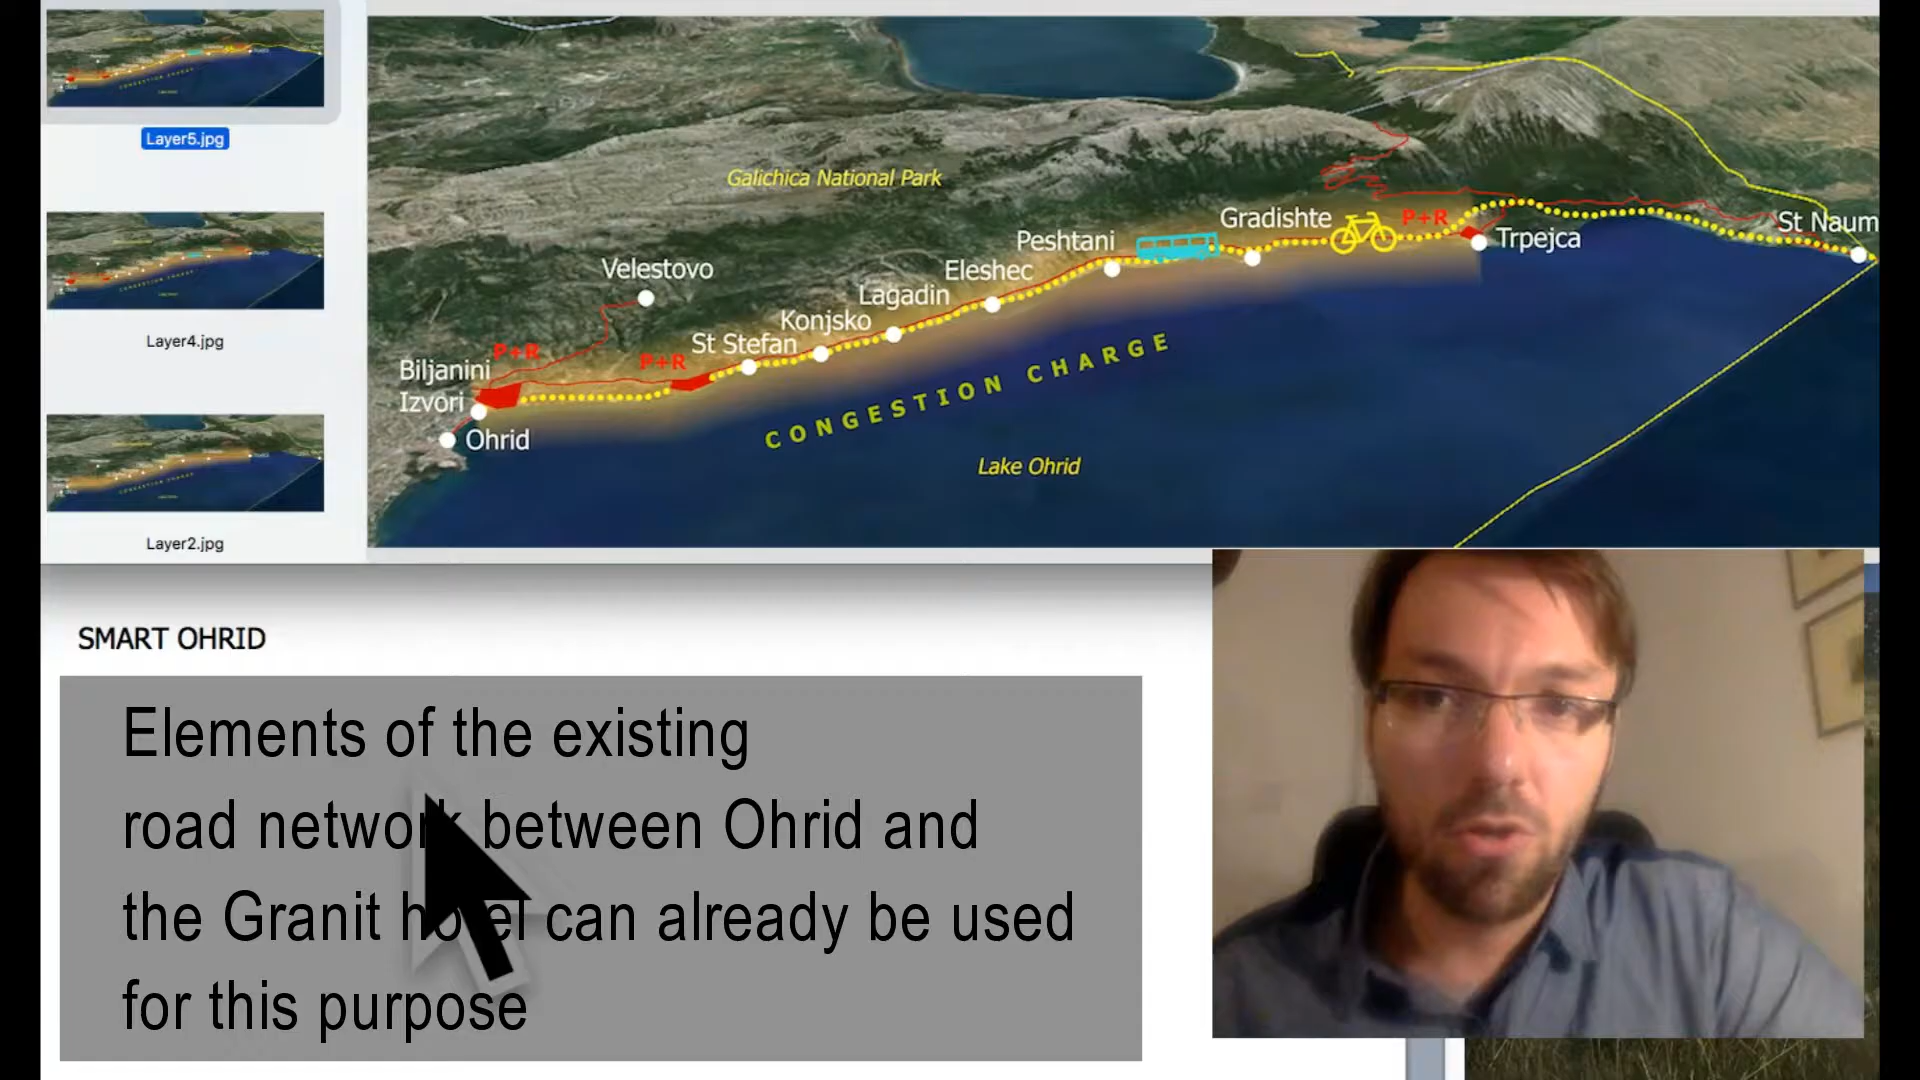 Layer5.jpg
Layer4.jpg
Layer2.jpg
Galichica National Park
Velestovo
Biljanini
Izvori
Ohrid
P+R
P+R
St Stefan
Konjsko
Lagadin
Eleshec
Peshtani
Gradishte
P+R
Trpejca
St Naum
CONGESTION CHARGE
Lake Ohrid
SMART OHRID
Elements of the existing
road network between Ohrid and
the Granit hotel can already be used
for this purpose